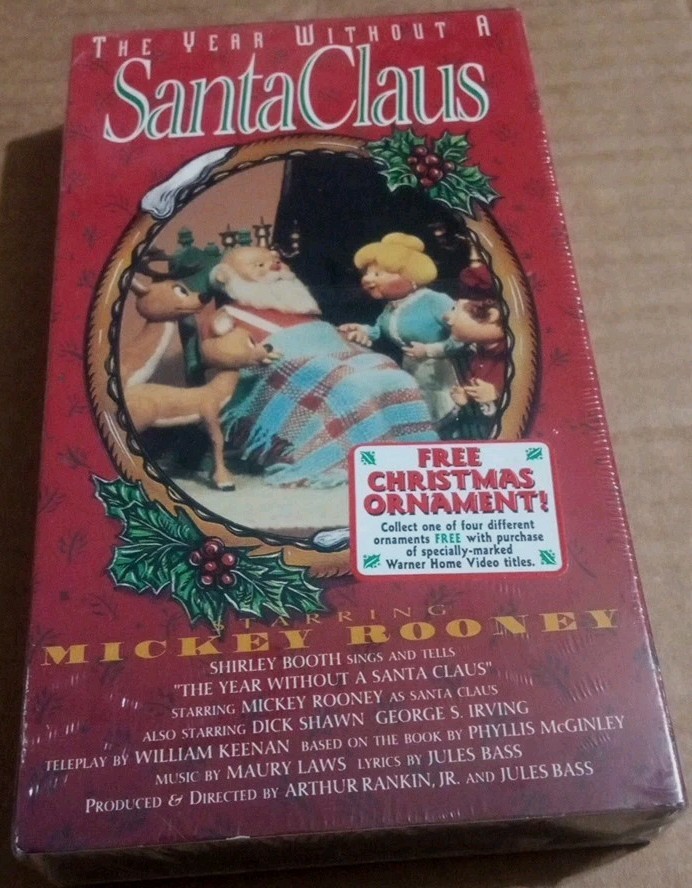 THE YEAR WITHOUT A
Santa Claus
FREE
CHRISTMAS
ORNAMENT!
Collect one of four different
ornaments FREE with purchase
of specially-marked
Warner Home Video titles.
STARRING
MICKEY ROONEY
SHIRLEY BOOTH SINGS AND TELLS
"THE YEAR WITHOUT A SANTA CLAUS"
STARRING MICKEY ROONEY AS SANTA CLAUS
ALSO STARRING DICK SHAWN GEORGE S. IRVING
TELEPLAY BY WILLIAM KEENAN BASED ON THE BOOK BY PHYLLIS McGINLEY
MUSIC BY MAURY LAWS LYRICS BY JULES BASS
PRODUCED & DIRECTED BY ARTHUR RANKIN, JR. AND JULES BASS